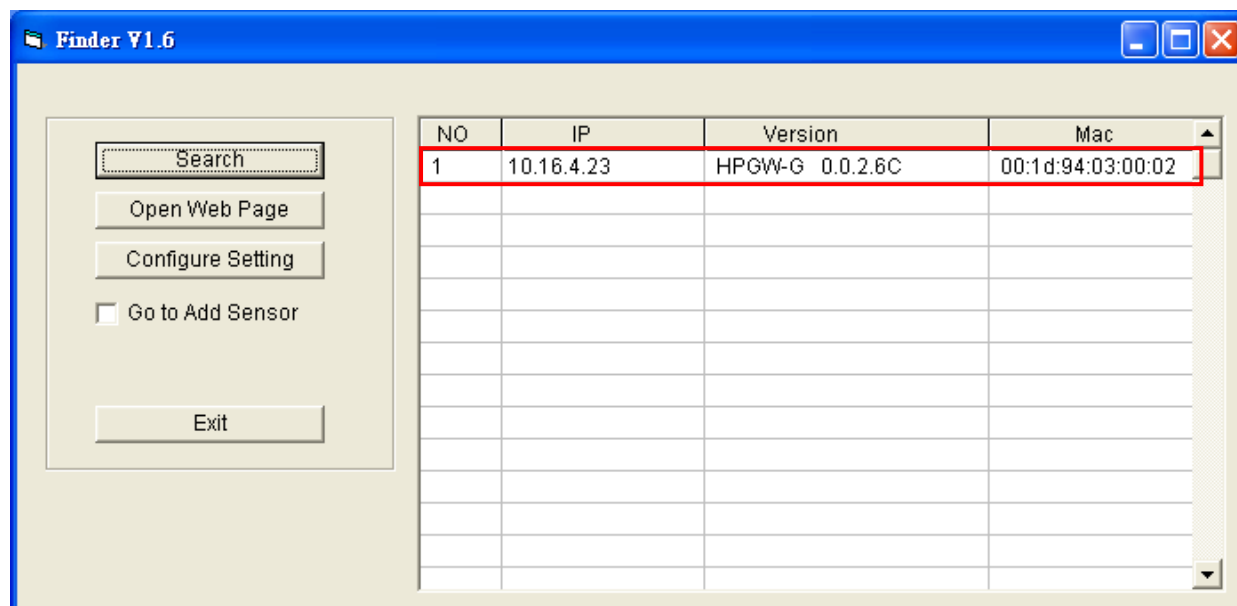 Finder V1.6
Search
Open Web Page
Configure Setting
Go to Add Sensor
Exit
NO IP Version Mac
1 10.16.4.23 HPGW-G 0.0.2.6C 00:1d:94:03:00:02